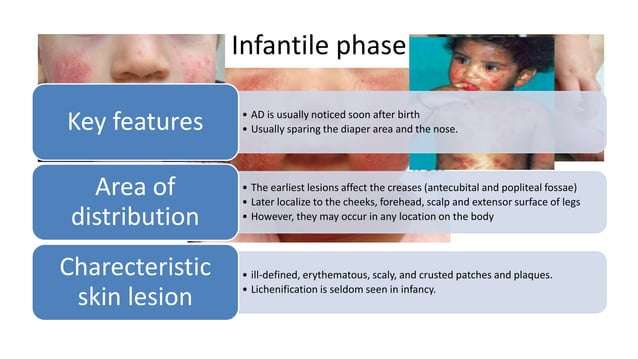 Infantile phase
Key features
• AD is usually noticed soon after birth
• Usually sparing the diaper area and the nose.
Area of
distribution
• The earliest lesions affect the creases (antecubital and popliteal fossae)
• Later localize to the cheeks, forehead, scalp and extensor surface of legs
• However, they may occur in any location on the body
Charecteristic
skin lesion
• ill-defined, erythematous, scaly, and crusted patches and plaques.
• Lichenification is seldom seen in infancy.